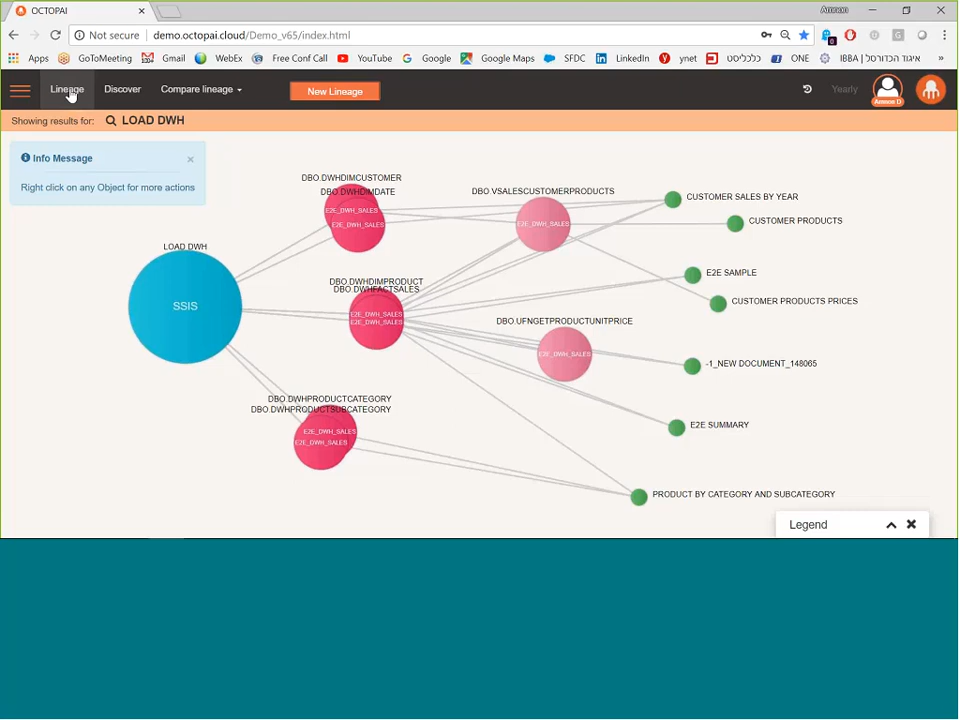 OCTOPAI
Amnon
Not secure demo.octopai.cloud/Demo_v65/index.html
Apps GoToMeeting Gmail WebEx Free Conf Call YouTube Google Google Maps SFDC LinkedIn ynet כלכליסט ONE איגוד הכדורסל | IBBA »
Lineage Discover Compare lineage New Lineage Yearly
Amnon D
Showing results for: LOAD DWH
Info Message
Right click on any Object for more actions
DBO.DWHDIMCUSTOMER
DBO.DWHDIMDATE
E2E_DWH_SALES
E2E_DWH_SALES
DBO.VSALESCUSTOMERPRODUCTS
E2E_DWH_SALES
CUSTOMER SALES BY YEAR
CUSTOMER PRODUCTS
LOAD DWH
SSIS
E2E SAMPLE
DBO.DWHDIMPRODUCT
DBO.DWHFACTSALES
E2E_DWH_SALES
E2E_DWH_SALES
CUSTOMER PRODUCTS PRICES
DBO.UFNGETPRODUCTUNITPRICE
E2E_DWH_SALES
-1_NEW DOCUMENT_148065
DBO.DWHPRODUCTCATEGORY
DBO.DWHPRODUCTSUBCATEGORY
E2E_DWH_SALES
E2E_DWH_SALES
E2E SUMMARY
PRODUCT BY CATEGORY AND SUBCATEGORY
Legend